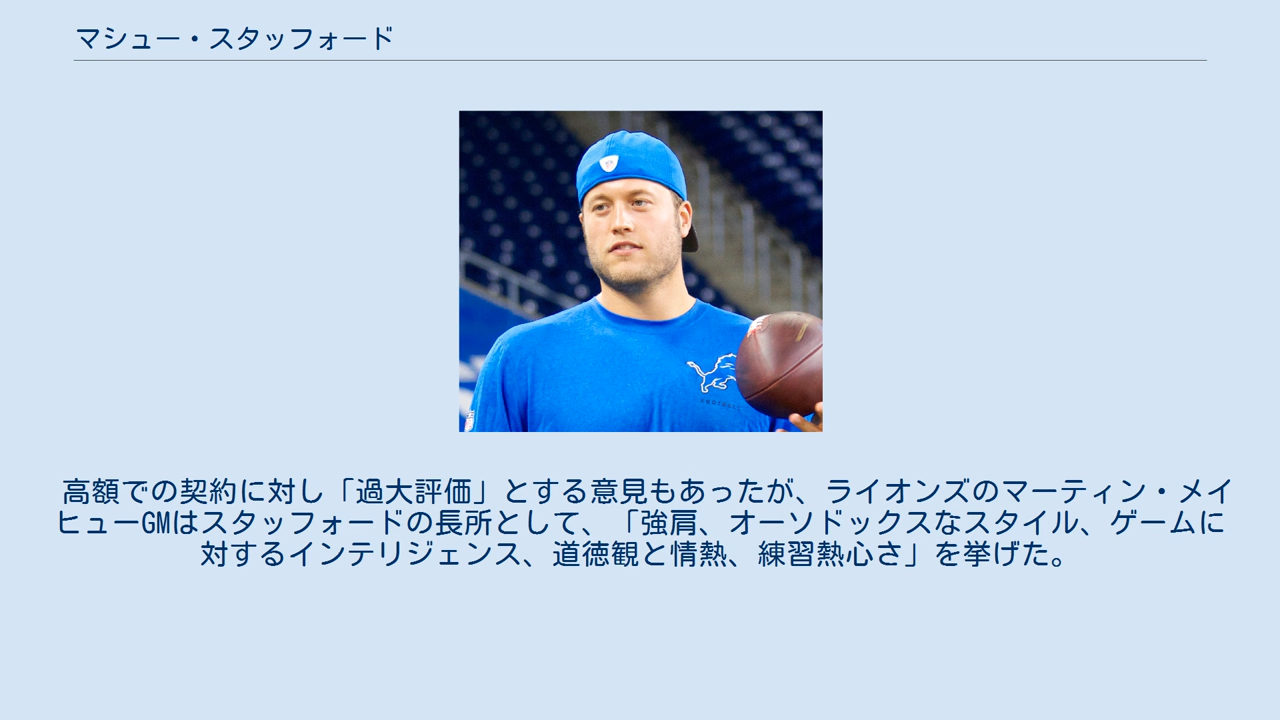 マシュー・スタッフォード
高額での契約に対し「過大評価」とする意見もあったが、ライオンズのマーティン・メイ
ヒューGMはスタッフォードの長所として、「強肩、オーソドックスなスタイル、ゲームに
対するインテリジェンス、道徳観と情熱、練習熱心さ」を挙げた。